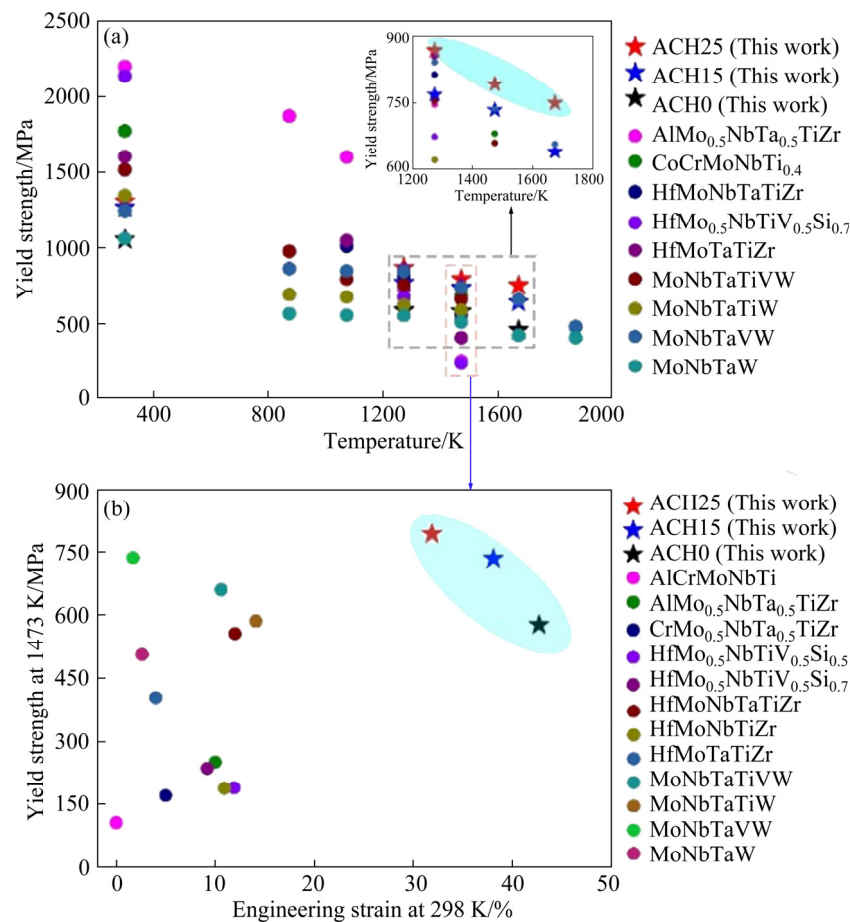 (a)
2500
2000
1500
1000
500
0
Yield strength/MPa
400
800
1200
1600
2000
Temperature/K
900
750
600
Yield strength/MPa
1200
1400
1600
1800
Temperature/K
ACH25 (This work)
ACH15 (This work)
ACH0 (This work)
AlMo₀.₅NbTa₀.₅TiZr
CoCrMoNbTi₀.₄
HfMoNbTaTiZr
HfMo₀.₅NbTiV₀.₅Si₀.₇
HfMoTaTiZr
MoNbTaTiVW
MoNbTaTiW
MoNbTaVW
MoNbTaW
(b)
900
750
600
450
300
150
0
Yield strength at 1473 K/MPa
0
10
20
30
40
50
Engineering strain at 298 K/%
ACH25 (This work)
ACH15 (This work)
ACH0 (This work)
AlCrMoNbTi
AlMo₀.₅NbTa₀.₅TiZr
CrMo₀.₅NbTa₀.₅TiZr
HfMo₀.₅NbTiV₀.₅Si₀.₅
HfMo₀.₅NbTiV₀.₅Si₀.₇
HfMoNbTaTiZr
HfMoNbTiZr
HfMoTaTiZr
MoNbTaTiVW
MoNbTaTiW
MoNbTaVW
MoNbTaW